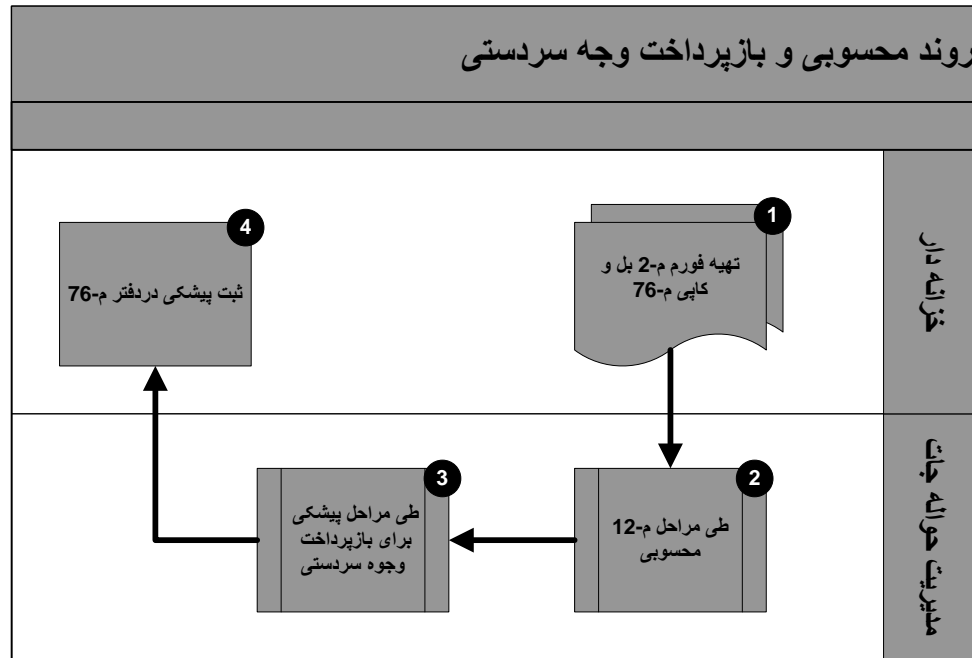 روند محسوبی و بازپرداخت وجه سردستی
خزانه دار
1
تهیه فورم م-2 بل و
کاپی م-76
4
ثبت پیشکی دردفتر م-76
مدیریت حواله جات
2
طی مراحل م-12
محسوبی
3
طی مراحل پیشکی
برای بازپرداخت
وجوه سردستی